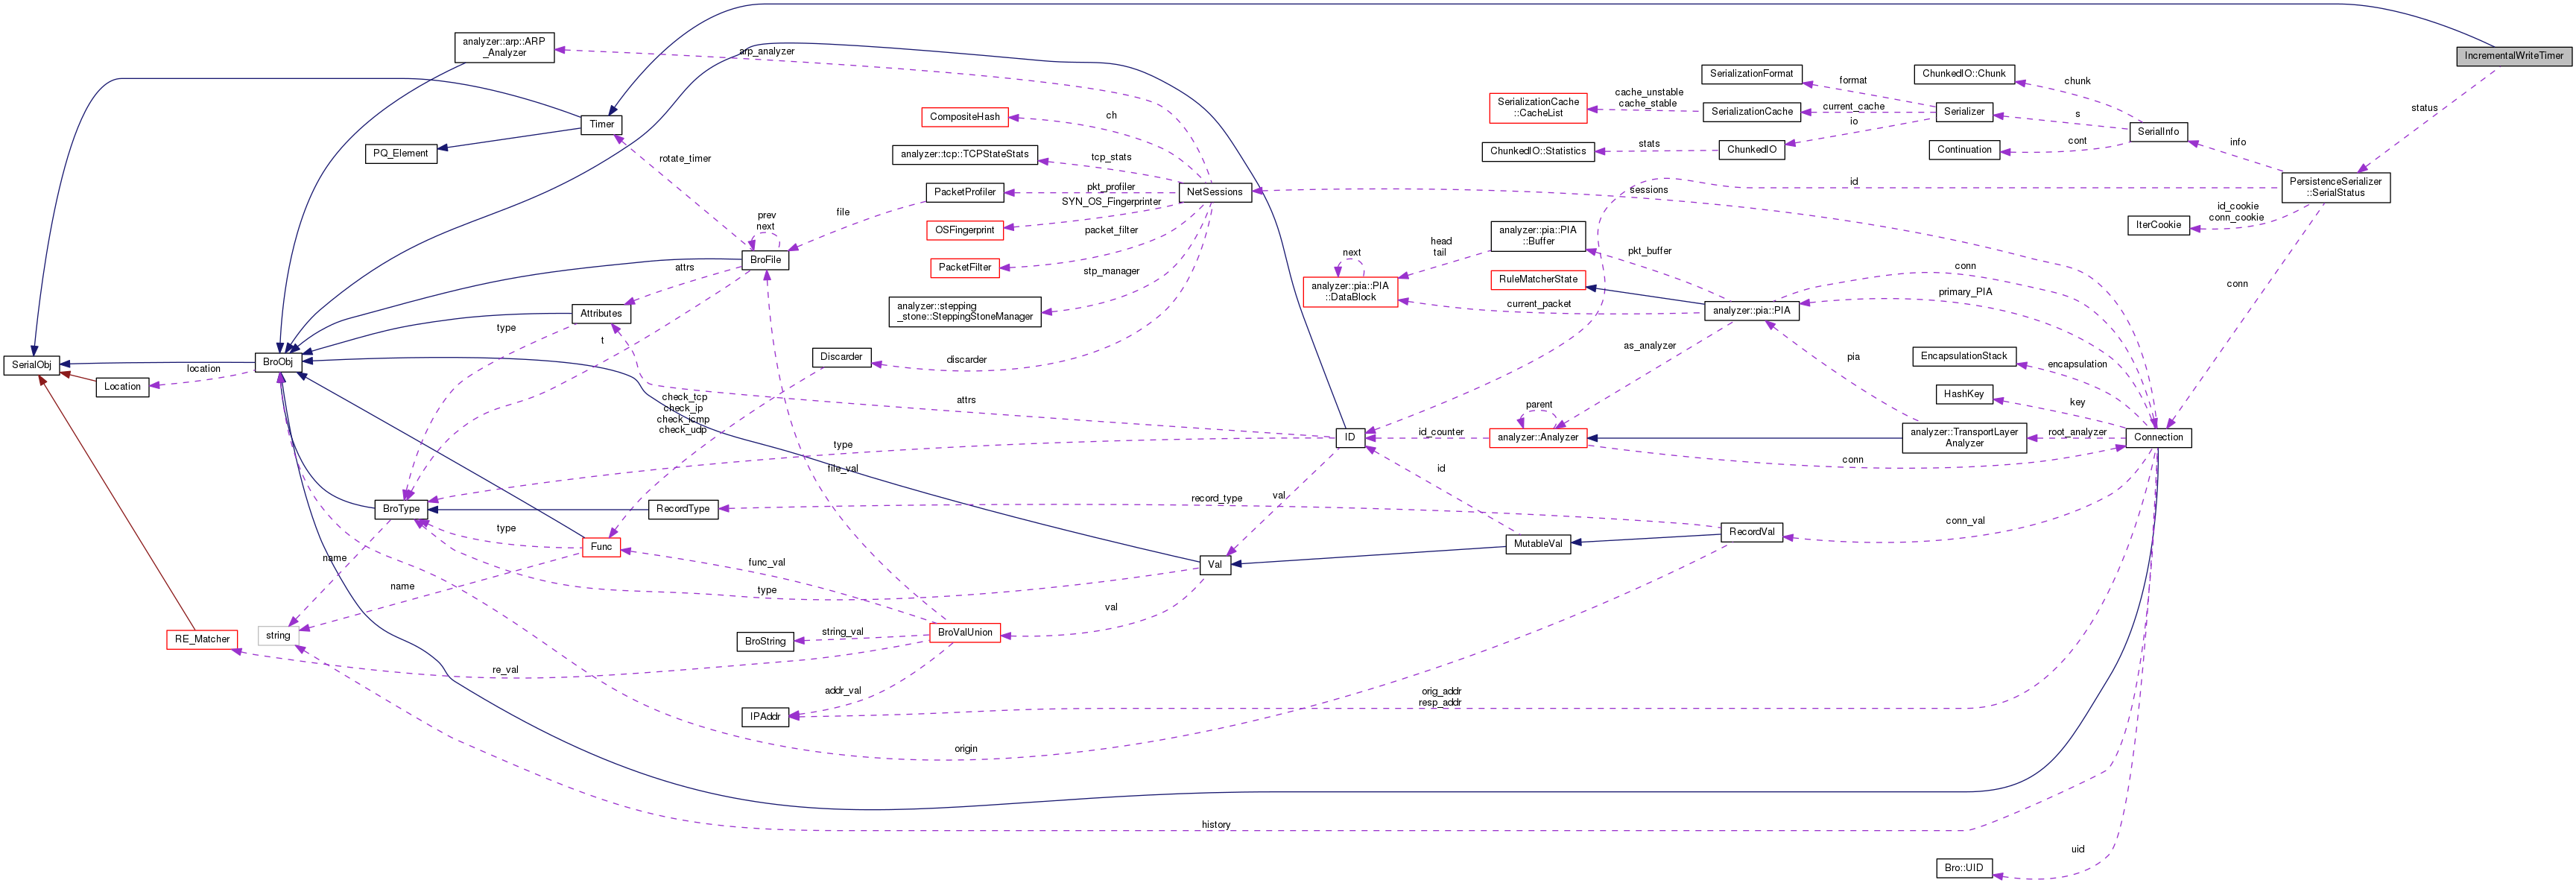 analyzer::arp::ARP
_Analyzer
arp_analyzer
IncrementalWriteTimer
SerializationFormat
format
ChunkedIO::Chunk
chunk
status
cache_unstable
cache_stable
SerializationCache
::CacheList
SerializationCache
current_cache
Serializer
s
SerialInfo
CompositeHash
ch
Timer
io
PQ_Element
rotate_timer
analyzer::tcp::TCPStateStats
tcp_stats
ChunkedIO::Statistics
stats
ChunkedIO
Continuation
cont
info
PersistenceSerializer
::SerialStatus
PacketProfiler
pkt_profiler
NetSessions
sessions
id
SYN_OS_Fingerprinter
file
prev
next
OSFingerprint
packet_filter
id_cookie
conn_cookie
IterCookie
analyzer::pia::PIA
::Buffer
head
tail
pkt_buffer
BroFile
attrs
PacketFilter
stp_manager
next
conn
conn
analyzer::pia::PIA
::DataBlock
RuleMatcherState
primary_PIA
current_packet
analyzer::pia::PIA
analyzer::stepping
_stone::SteppingStoneManager
Attributes
type
t
as_analyzer
pia
SerialObj
BroObj
location
Location
Discarder
discarder
EncapsulationStack
encapsulation
HashKey
key
check_tcp
check_ip
check_icmp
check_udp
attrs
parent
ID
id_counter
analyzer::Analyzer
analyzer::TransportLayer
_Analyzer
root_analyzer
Connection
type
conn
file_val
id
val
record_type
BroType
RecordType
conn_val
type
name
Func
RecordVal
MutableVal
func_val
Val
name
type
val
RE_Matcher
string
BroString
string_val
BroValUnion
re_val
addr_val
orig_addr
resp_addr
IPAddr
origin
history
uid
Bro::UID